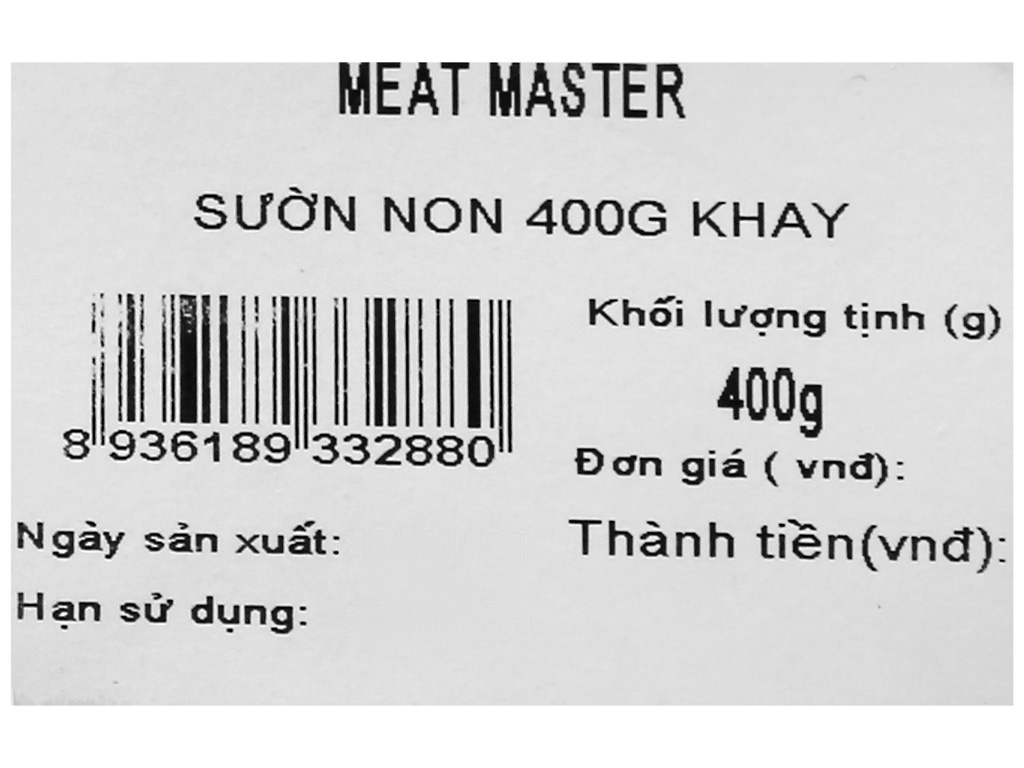 MEAT MASTER
SƯỜN NON 400G KHAY
Khối lượng tịnh (g)
400g
8 936189 332880
Đơn giá ( vnđ):
Ngày sản xuất:
Thành tiền(vnđ):
Hạn sử dụng: